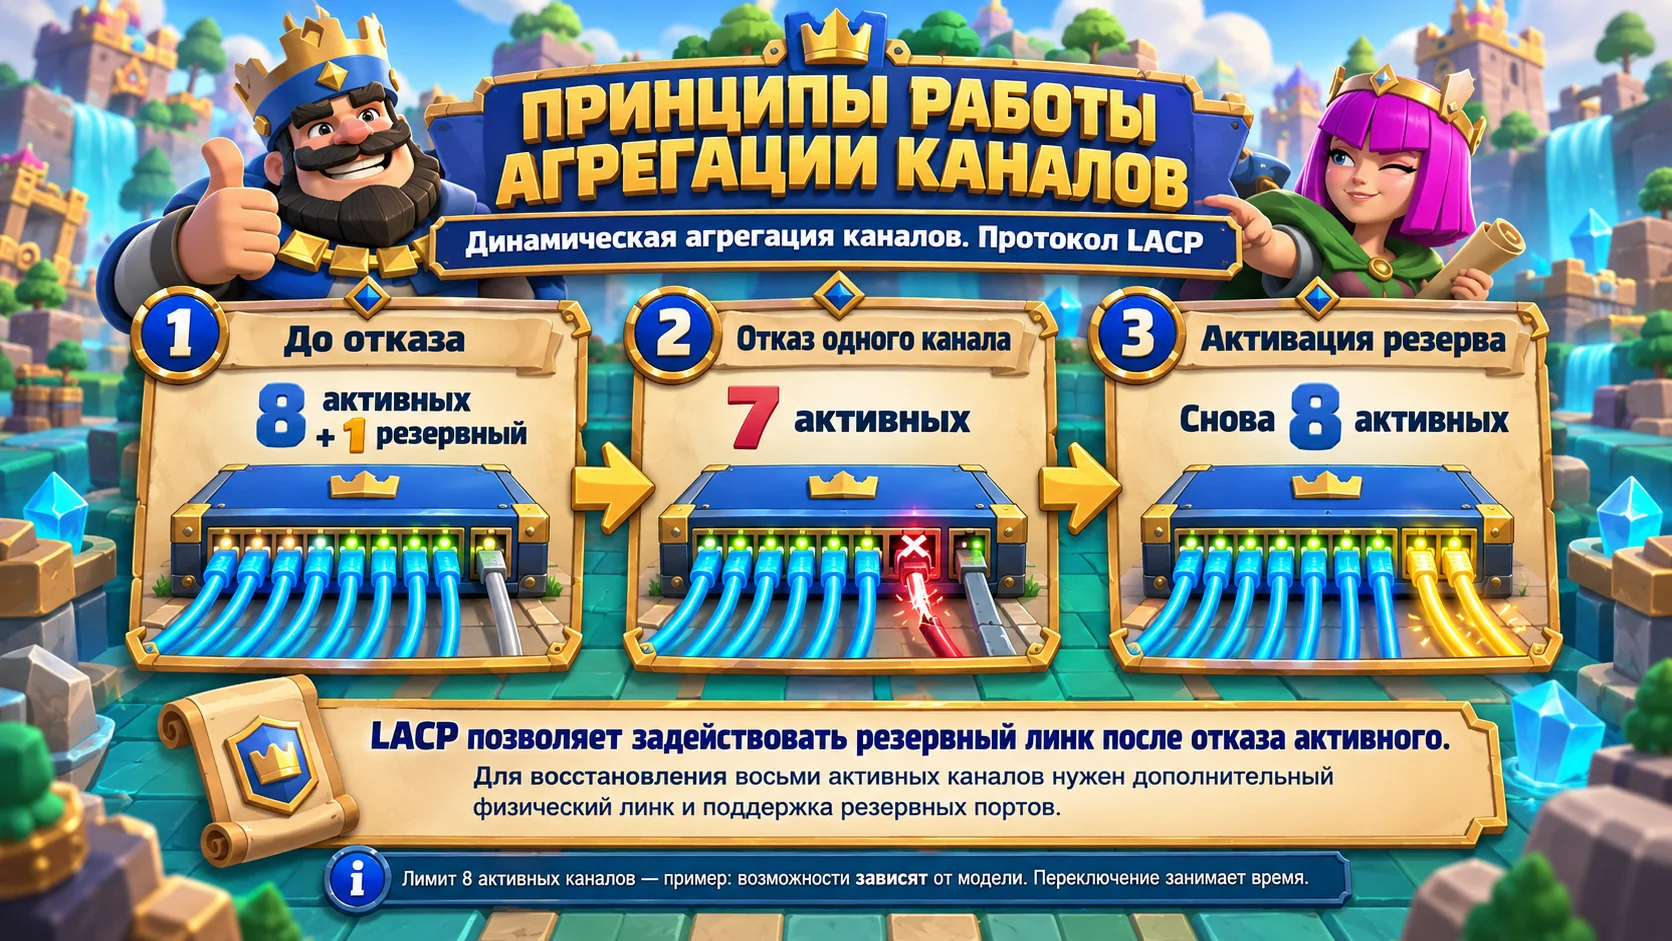 ПРИНЦИПЫ РАБОТЫ
АГРЕГАЦИИ КАНАЛОВ
Динамическая агрегация каналов. Протокол LACP
1
До отказа
8 активных
+ 1 резервный
2
Отказ одного канала
7 активных
3
Активация резерва
Снова 8 активных
LACP позволяет задействовать резервный линк после отказа активного.
Для восстановления восьми активных каналов нужен дополнительный
физический линк и поддержка резервных портов.
i
Лимит 8 активных каналов — пример: возможности зависят от модели. Переключение занимает время.